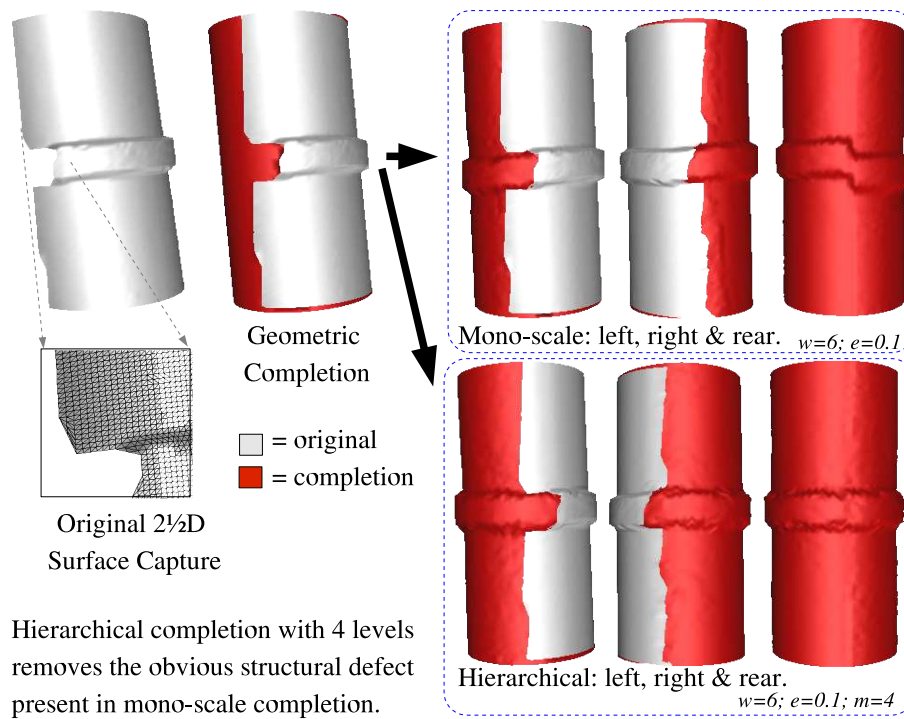 Geometric
Completion
= original
= completion
Original 2½D
Surface Capture
Hierarchical completion with 4 levels
removes the obvious structural defect
present in mono-scale completion.
Mono-scale: left, right & rear.
w=6; e=0.1
Hierarchical: left, right & rear.
w=6; e=0.1; m=4